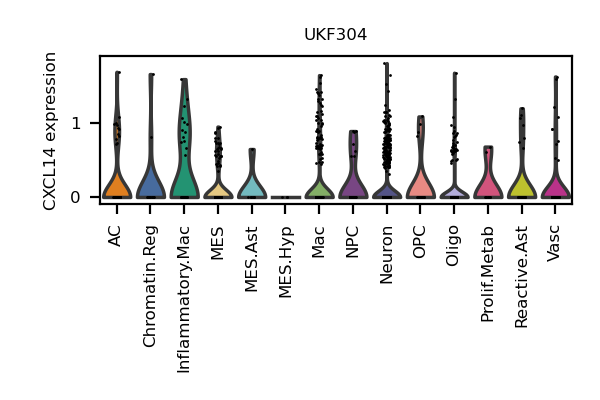 UKF304
CXCL14 expression
1
0
AC
Chromatin.Reg
Inflammatory.Mac
MES
MES.Ast
MES.Hyp
Mac
NPC
Neuron
OPC
Oligo
Prolif.Metab
Reactive.Ast
Vasc